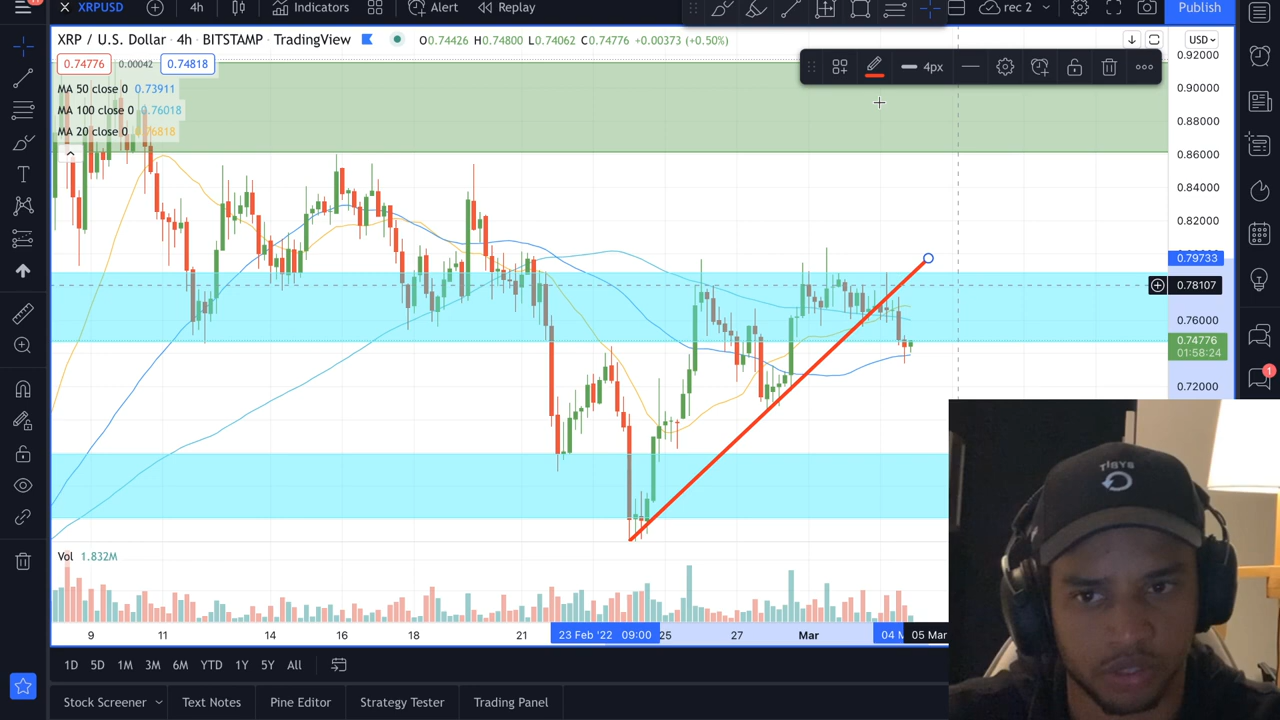 XRPUSD 4h Indicators Alert Replay rec 2 Publish
XRP / U.S. Dollar · 4h · BITSTAMP · TradingView O0.74426 H0.74800 L0.74062 C0.74776 +0.00373 (+0.50%) USD
0.74776 0.00042 0.74818
MA 50 close 0 0.73911
MA 100 close 0 0.76018
MA 20 close 0 0.76818
4px
0.92000
0.90000
0.88000
0.86000
0.84000
0.82000
0.79733
0.78107
0.76000
0.74776
01:58:24
0.72000
1
Vol 1.832M
9 11 14 16 18 21 23 Feb '22 09:00 25 27 Mar 04 05 Mar
1D 5D 1M 3M 6M YTD 1Y 5Y All
Stock Screener Text Notes Pine Editor Strategy Tester Trading Panel